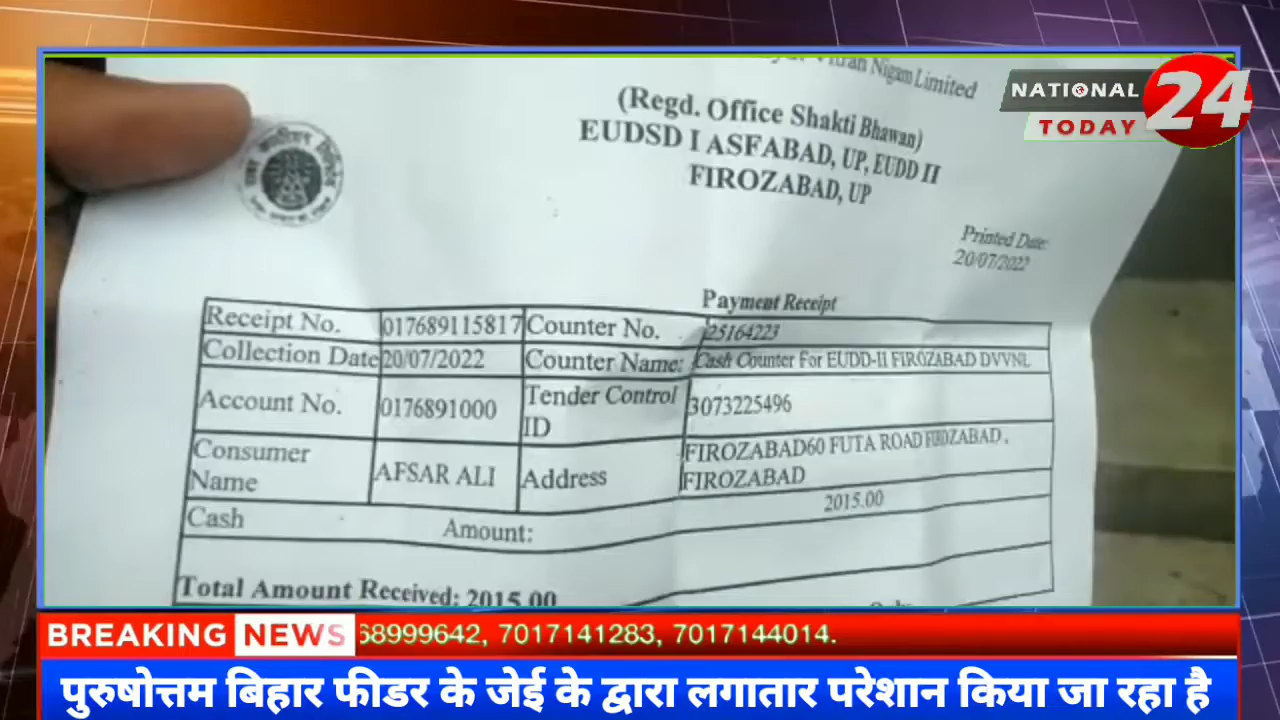 Vitran Nigam Limited
(Regd. Office Shakti Bhawan)
EUDSD I ASFABAD, UP, EUDD II
FIROZABAD, UP
NATIONAL 24
TODAY
Printed Date:
20/07/2022
Payment Receipt
Receipt No. 017689115817 Counter No. 25164223
Collection Date 20/07/2022 Counter Name: Cash Counter For EUDD-II FIROZABAD DVVNL
Account No. 0176891000 Tender Control ID 3073225496
Consumer Name AFSAR ALI Address FIROZABAD60 FUTA ROAD FIROZABAD, FIROZABAD
Cash Amount: 2015.00
Total Amount Received: 2015.00
BREAKING NEWS 68999642, 7017141283, 7017144014.
पुरुषोत्तम बिहार फीडर के जेई के द्वारा लगातार परेशान किया जा रहा है